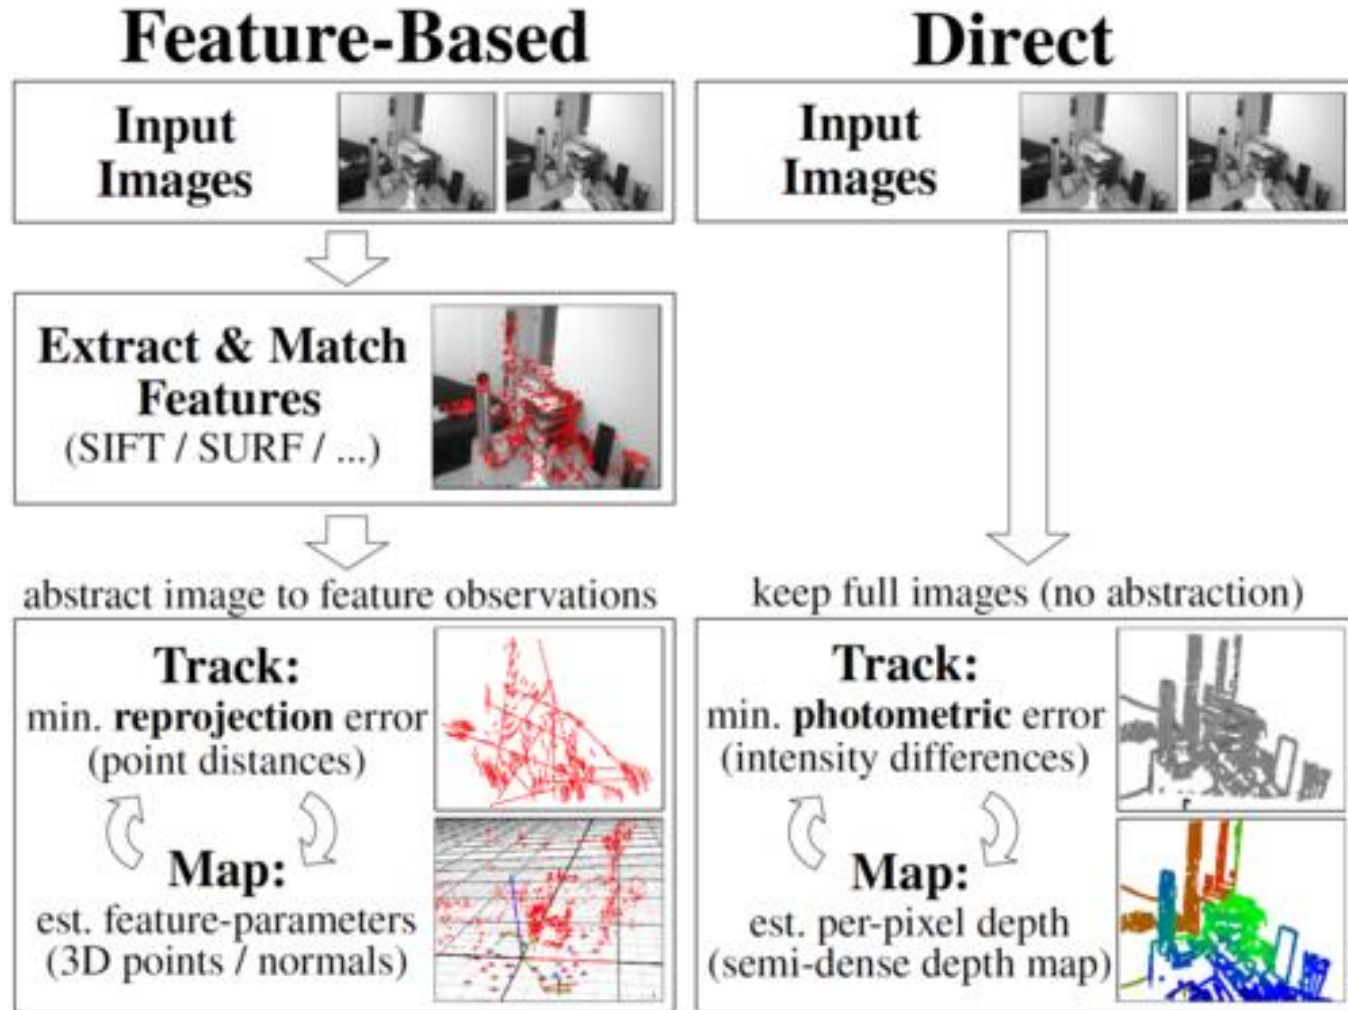 Feature-Based
Input
Images
Extract & Match
Features
(SIFT / SURF / ...)
abstract image to feature observations
Track:
min. reprojection error
(point distances)
Map:
est. feature-parameters
(3D points / normals)
Direct
Input
Images
keep full images (no abstraction)
Track:
min. photometric error
(intensity differences)
Map:
est. per-pixel depth
(semi-dense depth map)